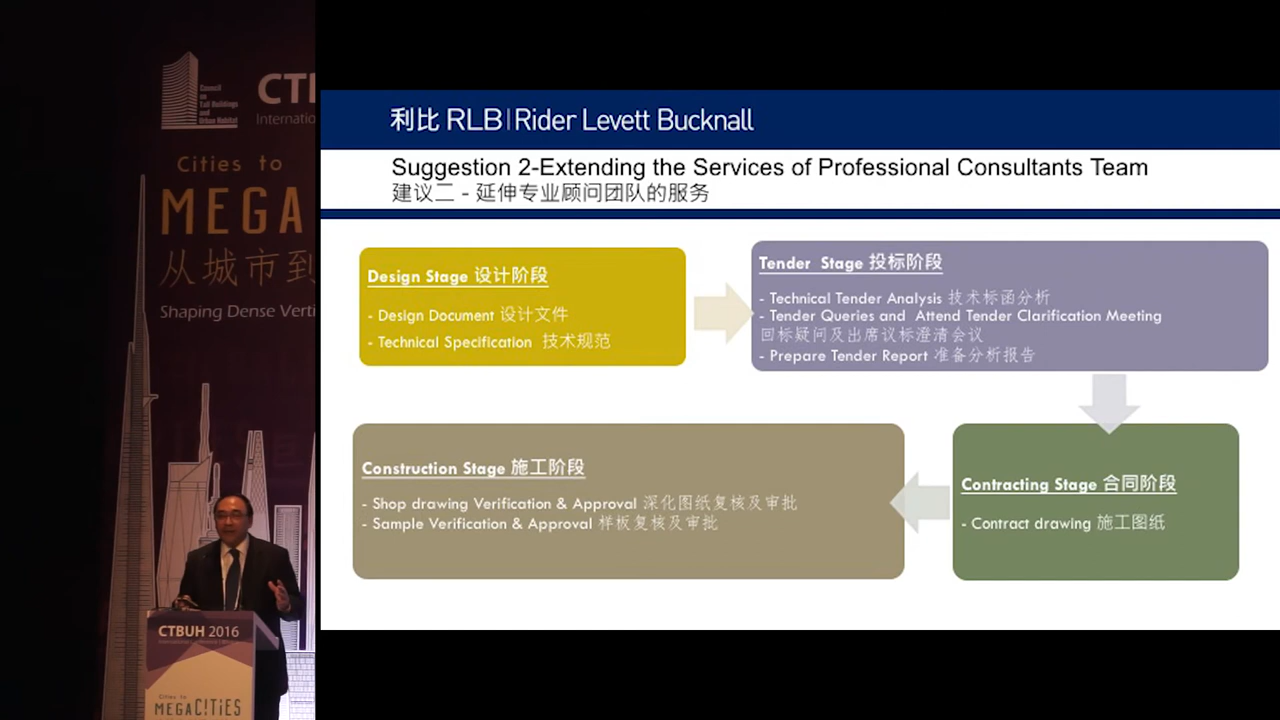 Council
on
Tall Buildings
and
Urban Habitat
CTB
Internatio
Cities to
MEGA
从城市到
Shaping Dense Verti
CTBUH 2016
Cities to
MEGACITIES
利比 RLB | Rider Levett Bucknall
Suggestion 2-Extending the Services of Professional Consultants Team
建议二 - 延伸专业顾问团队的服务
Design Stage 设计阶段
- Design Document 设计文件
- Technical Specification 技术规范
Tender Stage 投标阶段
- Technical Tender Analysis 技术标函分析
- Tender Queries and Attend Tender Clarification Meeting
回标疑问及出席议标澄清会议
- Prepare Tender Report 准备分析报告
Construction Stage 施工阶段
- Shop drawing Verification & Approval 深化图纸复核及审批
- Sample Verification & Approval 样板复核及审批
Contracting Stage 合同阶段
- Contract drawing 施工图纸